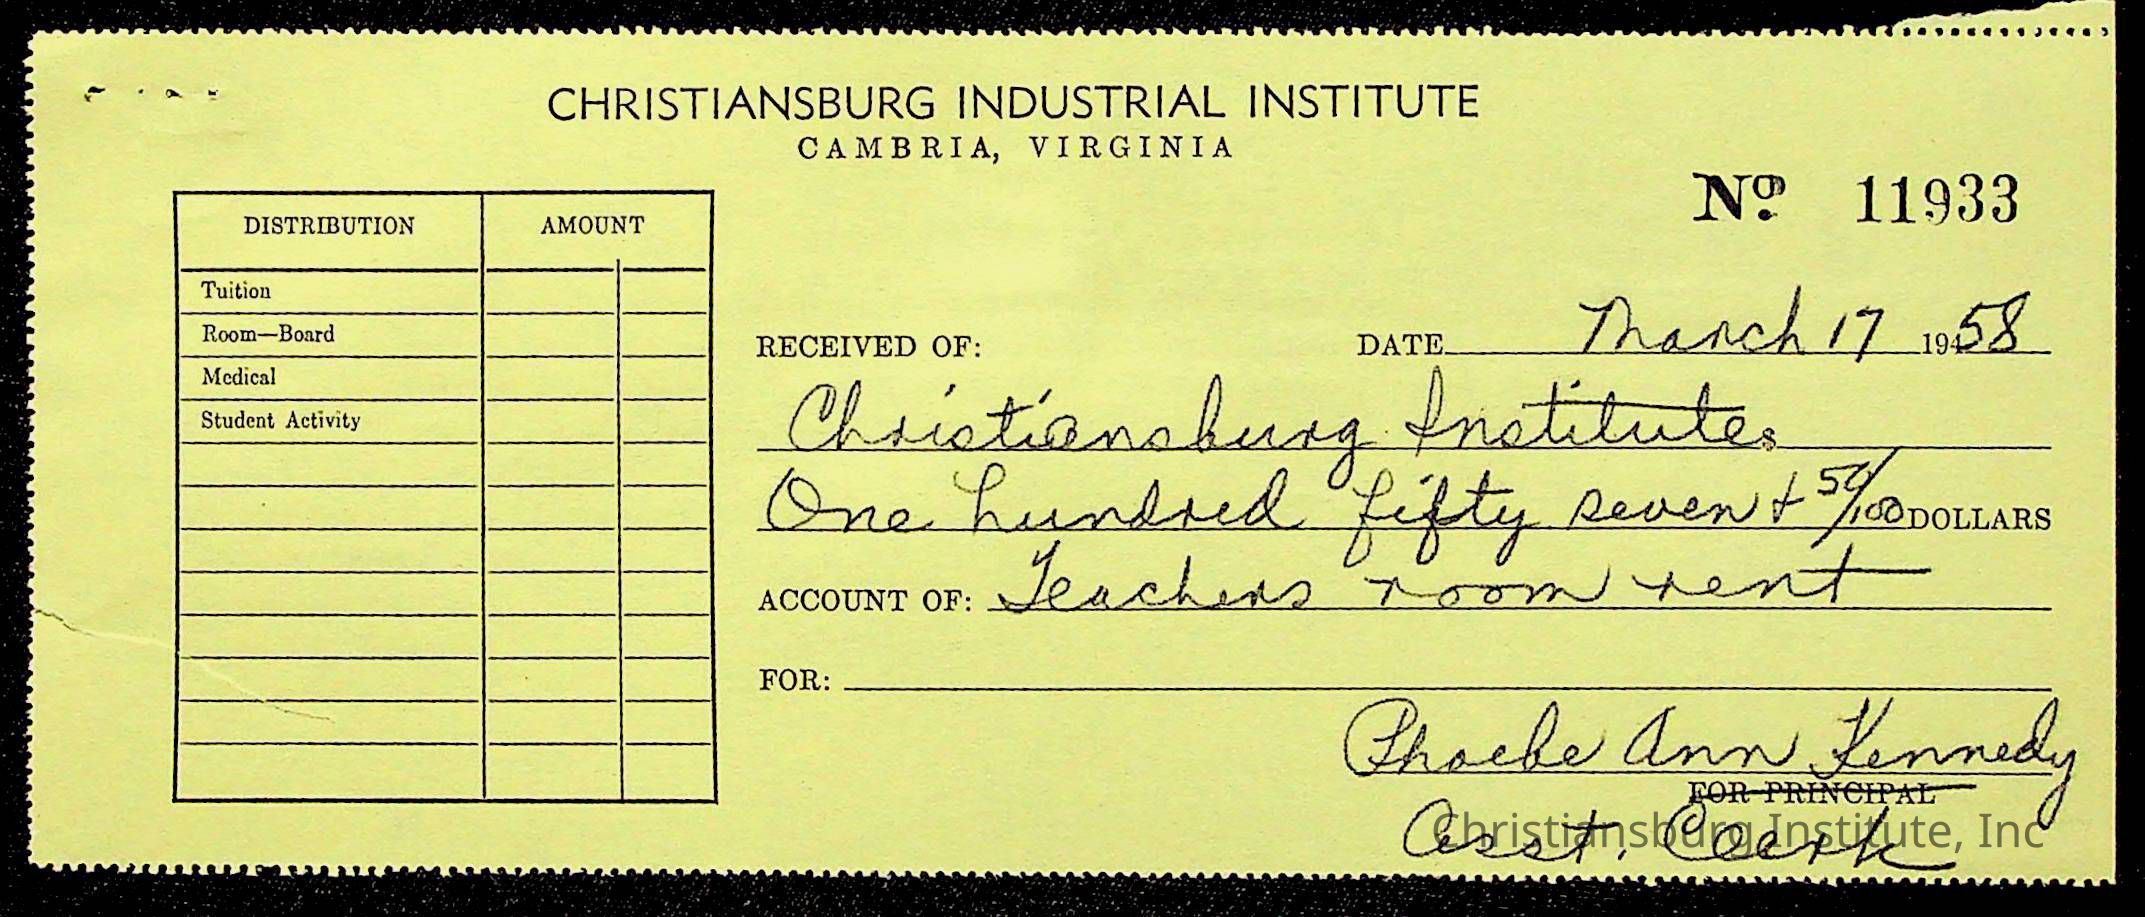 CHRISTIANSBURG INDUSTRIAL INSTITUTE
CAMBRIA, VIRGINIA
Nº 11933
DISTRIBUTION AMOUNT
Tuition
Room—Board
Medical
Student Activity
RECEIVED OF: DATE March 17 1958
Christiansburg Institute
One hundred fifty seven + 50/100 DOLLARS
ACCOUNT OF: Teachers room rent
FOR:
Phoebe Ann Kennedy
FOR PRINCIPAL
Asst. Clerk
Christiansburg Institute, Inc